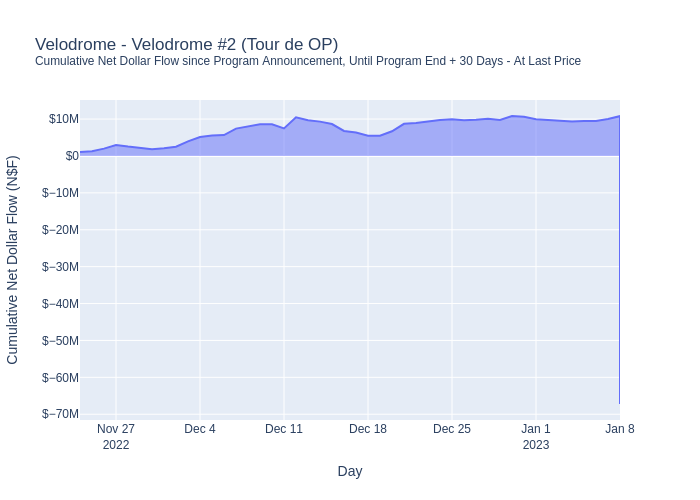 Velodrome - Velodrome #2 (Tour de OP)
Cumulative Net Dollar Flow since Program Announcement, Until Program End + 30 Days - At Last Price
Cumulative Net Dollar Flow (N$F)
$10M
$0
$−10M
$−20M
$−30M
$−40M
$−50M
$−60M
$−70M
Nov 27 Dec 4 Dec 11 Dec 18 Dec 25 Jan 1 Jan 8
2022 2023
Day